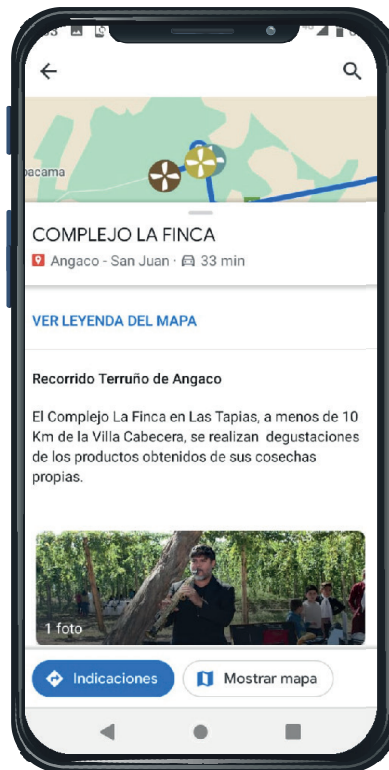 acama
COMPLEJO LA FINCA
Angaco - San Juan · 33 min
VER LEYENDA DEL MAPA
Recorrido Terruño de Angaco
El Complejo La Finca en Las Tapias, a menos de 10
Km de la Villa Cabecera, se realizan degustaciones
de los productos obtenidos de sus cosechas
propias.
1 foto
Indicaciones
Mostrar mapa